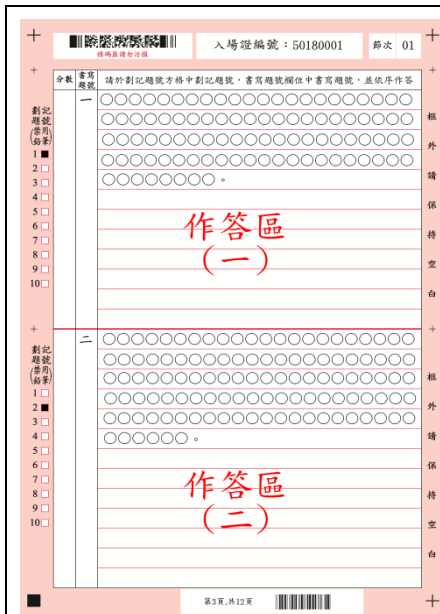 條碼區請勿污損
入場證編號：50180001
節次 01
分數 書寫題號 請於劃記題號方格中劃記題號，書寫題號欄位中書寫題號，並依序作答
劃記題號
(禁用鉛筆)
1 ■
2 □
3 □
4 □
5 □
6 □
7 □
8 □
9 □
10 □
一
○○○○○○○○○○○○○○○○○○○○○○
○○○○○○○○○○○○○○○○○○○○○○
○○○○○○○○○○○○○○○○○○○○○○
○○○○○○○○○○○○○○○○○○○○○○
○○○○○○○○。
作答區
(一)
框外請保持空白
劃記題號
(禁用鉛筆)
1 □
2 ■
3 □
4 □
5 □
6 □
7 □
8 □
9 □
10 □
二
○○○○○○○○○○○○○○○○○○○○○○
○○○○○○○○○○○○○○○○○○○○○○
○○○○○○○○○○○○○○○○○○○○○○
○○○○○○○○○○○○○○○○○○○○○○
○○○○○○○○○○○○○○○○○○○○○○
○○○○○○。
作答區
(二)
框外請保持空白
第3頁,共12頁